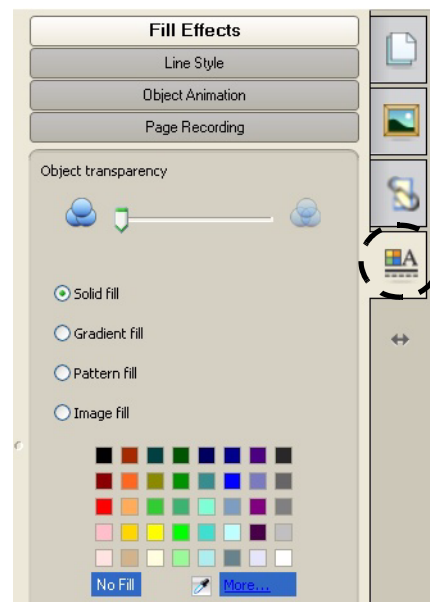 Fill Effects
Line Style
Object Animation
Page Recording
Object transparency
Solid fill
Gradient fill
Pattern fill
Image fill
A
No Fill More...